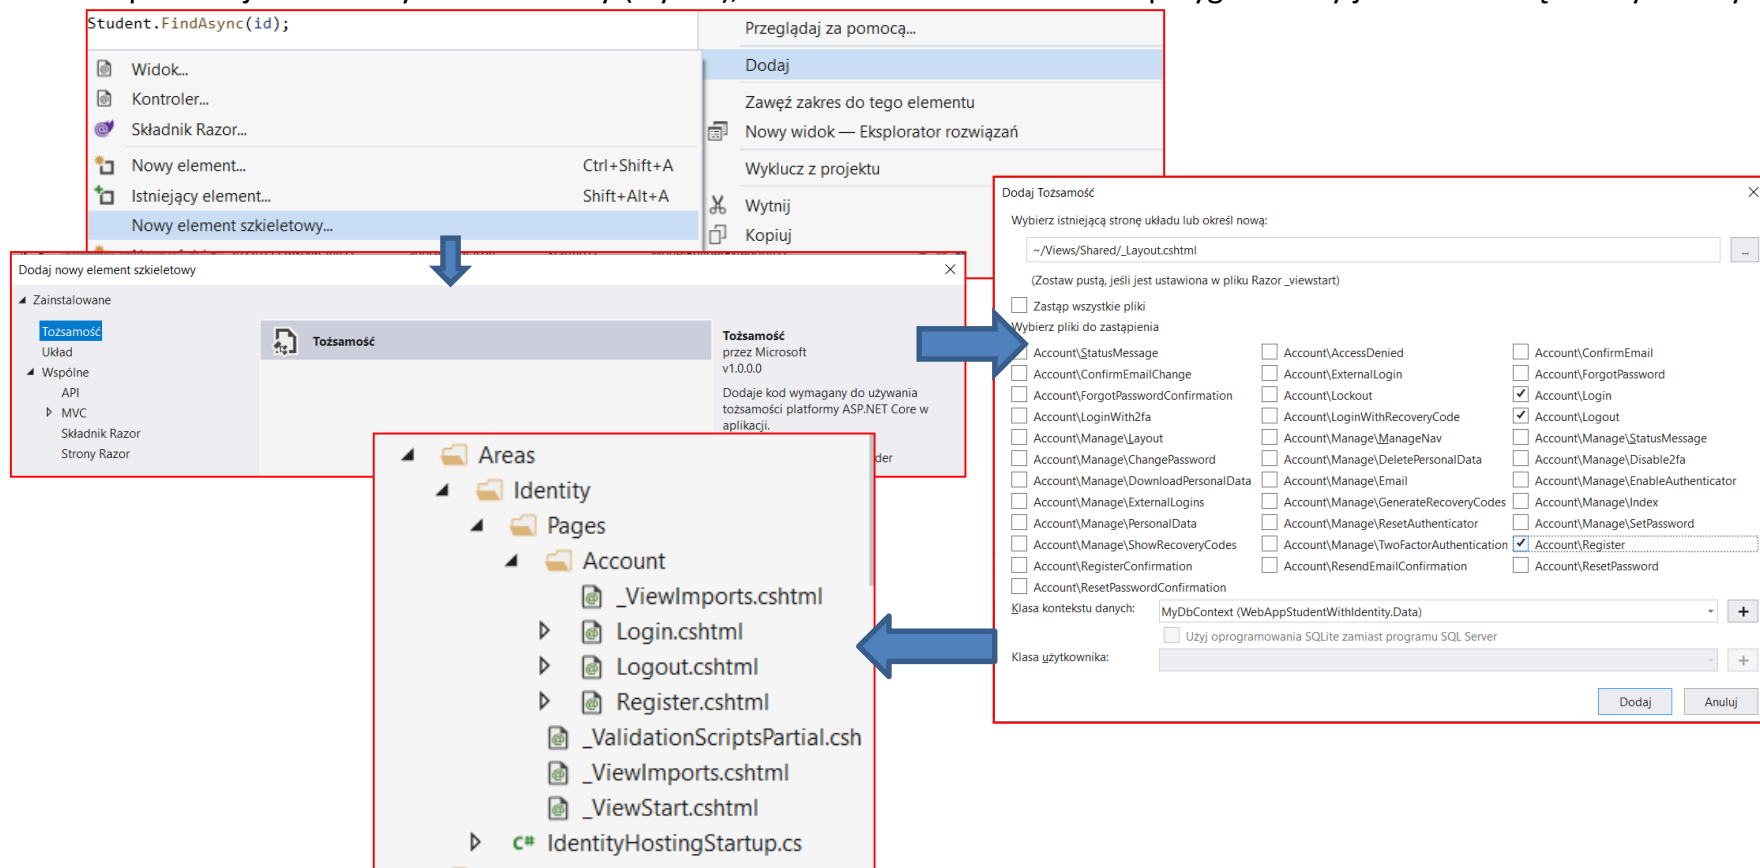 Student.FindAsync(id);
Widok...
Kontroler...
Składnik Razor...
Nowy element... Ctrl+Shift+A
Istniejący element... Shift+Alt+A
Nowy element szkieletowy...
Przeglądaj za pomocą...
Dodaj
Zawęź zakres do tego elementu
Nowy widok — Eksplorator rozwiązań
Wyklucz z projektu
Wytnij
Kopiuj
Dodaj nowy element szkieletowy
Zainstalowane
Tożsamość
Układ
Wspólne
API
MVC
Składnik Razor
Strony Razor
Tożsamość
Tożsamość
przez Microsoft
v1.0.0.0
Dodaje kod wymagany do używania
tożsamości platformy ASP.NET Core w
aplikacji.
der
Dodaj Tożsamość
Wybierz istniejącą stronę układu lub określ nową:
~/Views/Shared/_Layout.cshtml
...
(Zostaw pustą, jeśli jest ustawiona w pliku Razor _viewstart)
Zastąp wszystkie pliki
Wybierz pliki do zastąpienia
Account\StatusMessage Account\AccessDenied Account\ConfirmEmail
Account\ConfirmEmailChange Account\ExternalLogin Account\ForgotPassword
Account\ForgotPasswordConfirmation Account\Lockout Account\Login
Account\LoginWith2fa Account\LoginWithRecoveryCode Account\Logout
Account\Manage\Layout Account\Manage\ManageNav Account\Manage\StatusMessage
Account\Manage\ChangePassword Account\Manage\DeletePersonalData Account\Manage\Disable2fa
Account\Manage\DownloadPersonalData Account\Manage\Email Account\Manage\EnableAuthenticator
Account\Manage\ExternalLogins Account\Manage\GenerateRecoveryCodes Account\Manage\Index
Account\Manage\PersonalData Account\Manage\ResetAuthenticator Account\Manage\SetPassword
Account\Manage\ShowRecoveryCodes Account\Manage\TwoFactorAuthentication Account\Register
Account\RegisterConfirmation Account\ResendEmailConfirmation Account\ResetPassword
Account\ResetPasswordConfirmation
Klasa kontekstu danych: MyDbContext (WebAppStudentWithIdentity.Data)
Użyj oprogramowania SQLite zamiast programu SQL Server
Klasa użytkownika:
Dodaj Anuluj
Areas
Identity
Pages
Account
_ViewImports.cshtml
Login.cshtml
Logout.cshtml
Register.cshtml
_ValidationScriptsPartial.csh
_ViewImports.cshtml
_ViewStart.cshtml
C# IdentityHostingStartup.cs